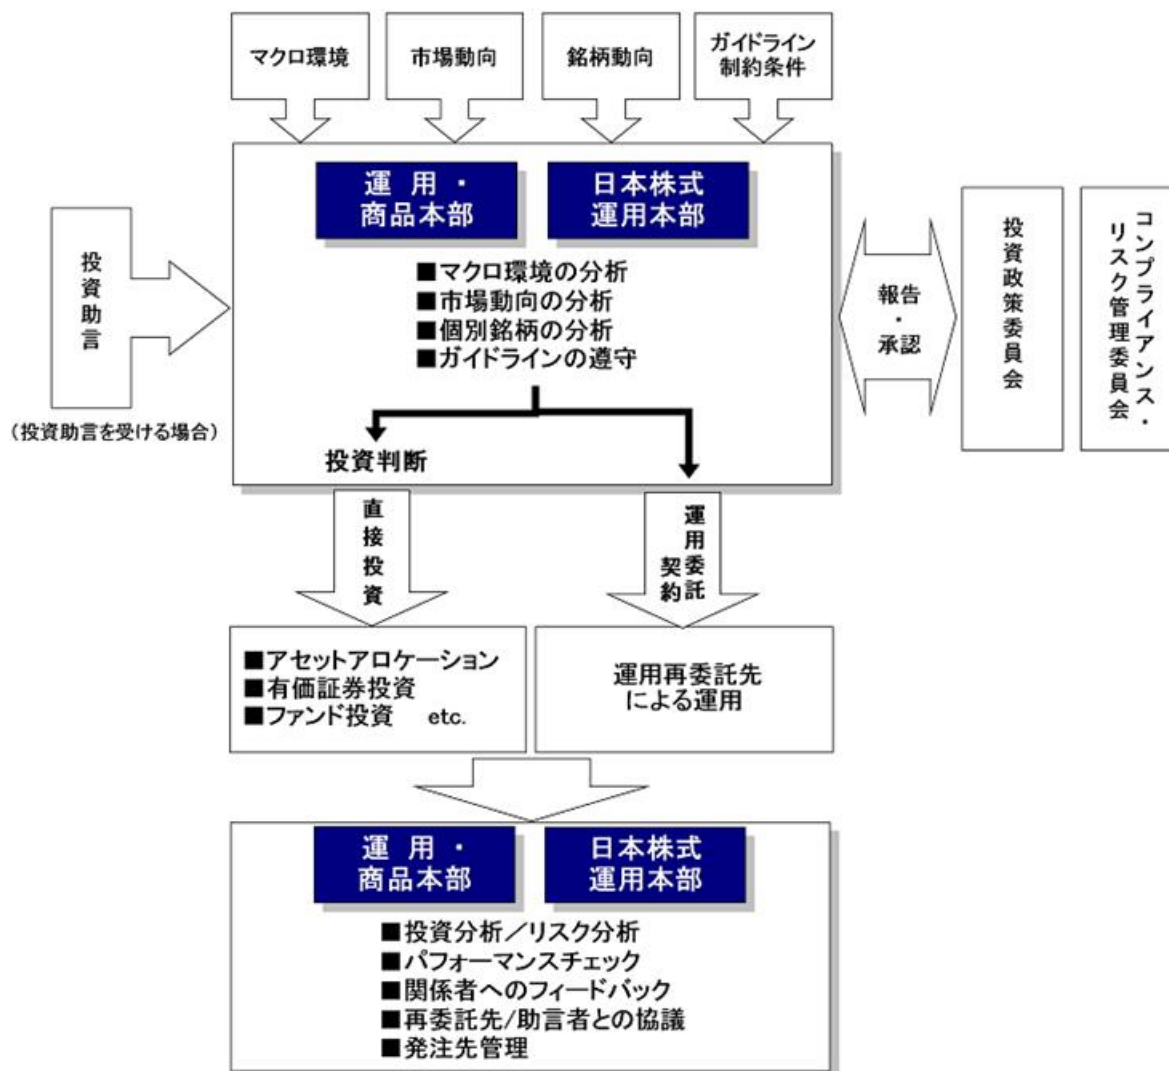 マクロ環境
市場動向
銘柄動向
ガイドライン
制約条件
運 用 ・
商品本部
日本株式
運用本部
■マクロ環境の分析
■市場動向の分析
■個別銘柄の分析
■ガイドラインの遵守
投資判断
投資助言
(投資助言を受ける場合)
報告
・
承認
投資政策委員会
コンプライアンス・
リスク管理委員会
直接投資
運用委託
契約
■アセットアロケーション
■有価証券投資
■ファンド投資 etc.
運用再委託先
による運用
運 用 ・
商品本部
日本株式
運用本部
■投資分析／リスク分析
■パフォーマンスチェック
■関係者へのフィードバック
■再委託先/助言者との協議
■発注先管理